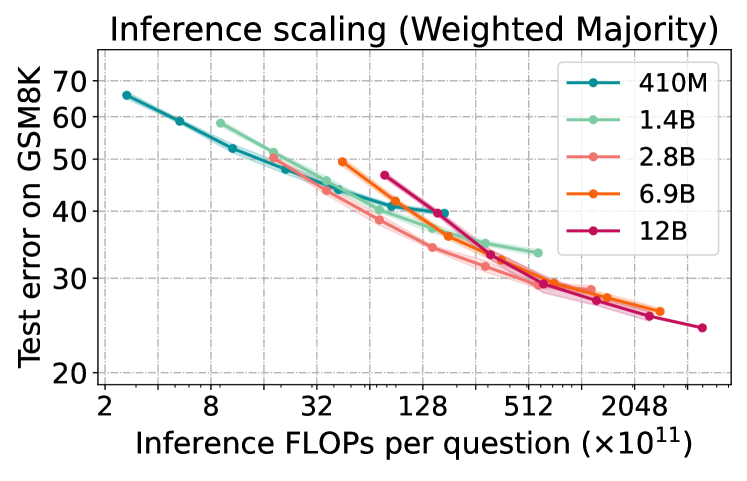 Inference scaling (Weighted Majority)
Test error on GSM8K
70
60
50
40
30
20
410M
1.4B
2.8B
6.9B
12B
2 8 32 128 512 2048
Inference FLOPs per question (×10¹¹)